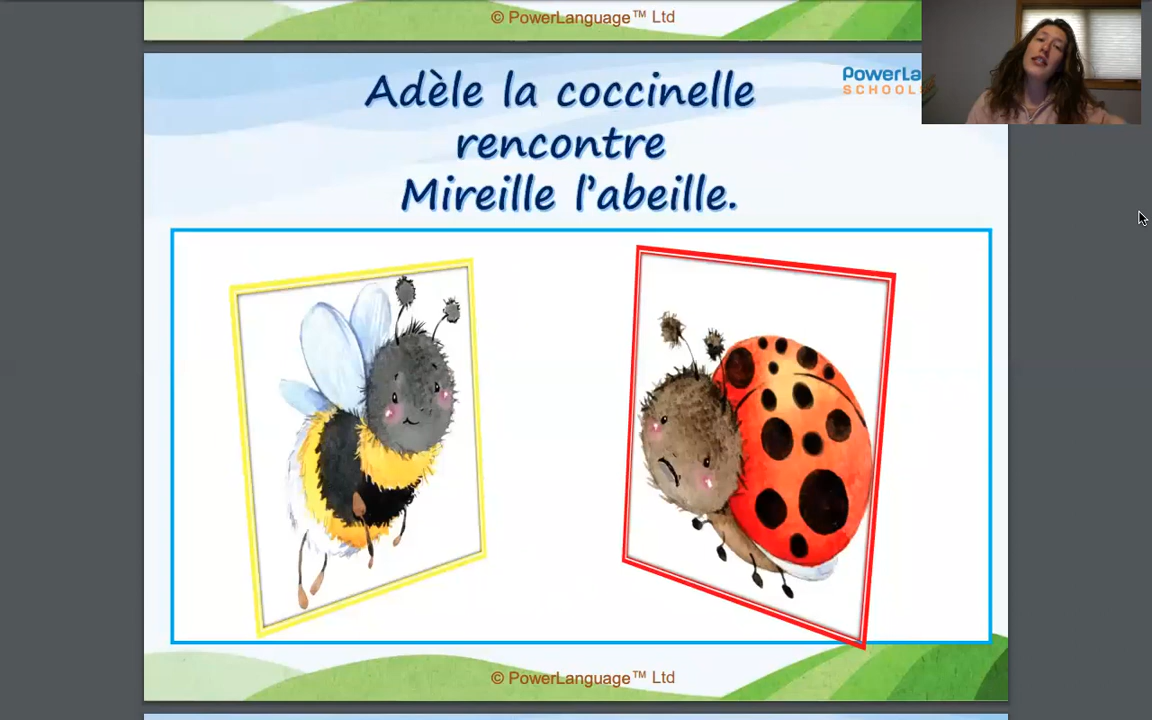 © PowerLanguage™ Ltd
Adèle la coccinelle
rencontre
Mireille l'abeille.
PowerLa
SCHOOL
© PowerLanguage™ Ltd